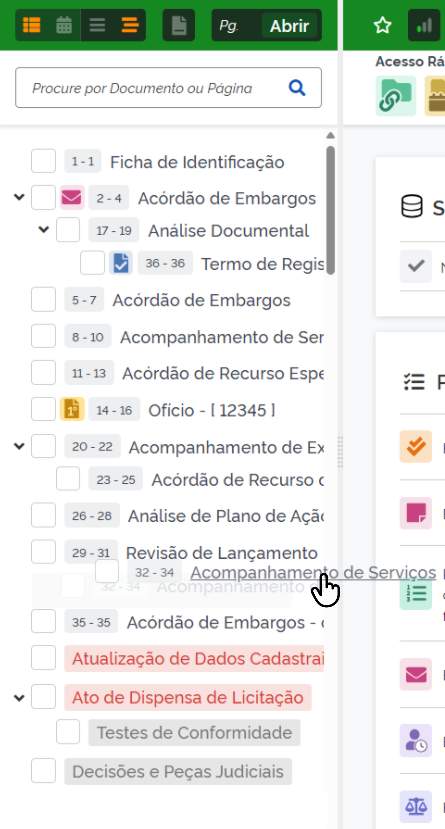 Pg. Abrir
Acesso Rá
Procure por Documento ou Página
1 - 1 Ficha de Identificação
2 - 4 Acórdão de Embargos
S
17 - 19 Análise Documental
36 - 36 Termo de Regis
5 - 7 Acórdão de Embargos
8 - 10 Acompanhamento de Ser
11 - 13 Acórdão de Recurso Espe
14 - 16 Ofício - [ 12345 ]
20 - 22 Acompanhamento de Ex
23 - 25 Acórdão de Recurso
26 - 28 Análise de Plano de Açã
29 - 31 Revisão de Lançamento
32 - 34 Acompanhamento de Serviços
32 - 34 Acompanhamento
35 - 35 Acórdão de Embargos -
Atualização de Dados Cadastrai
Ato de Dispensa de Licitação
Testes de Conformidade
Decisões e Peças Judiciais